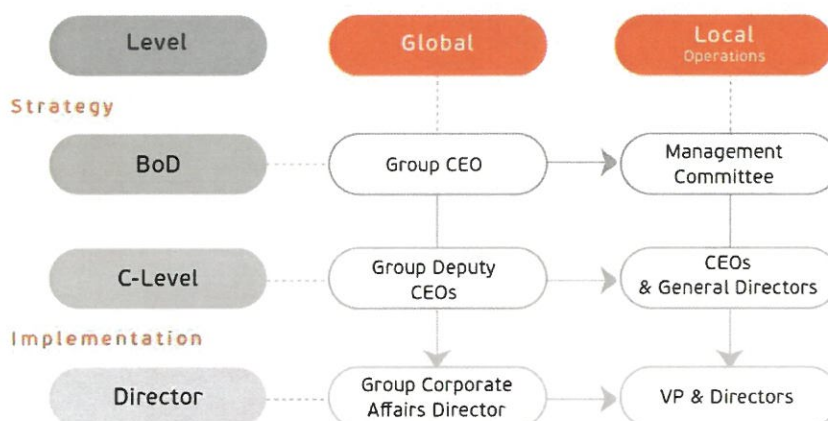 Level
Global
Local
Operations
Strategy
BoD
Group CEO
Management
Committee
C-Level
Group Deputy
CEOs
CEOs
& General Directors
Implementation
Director
Group Corporate
Affairs Director
VP & Directors